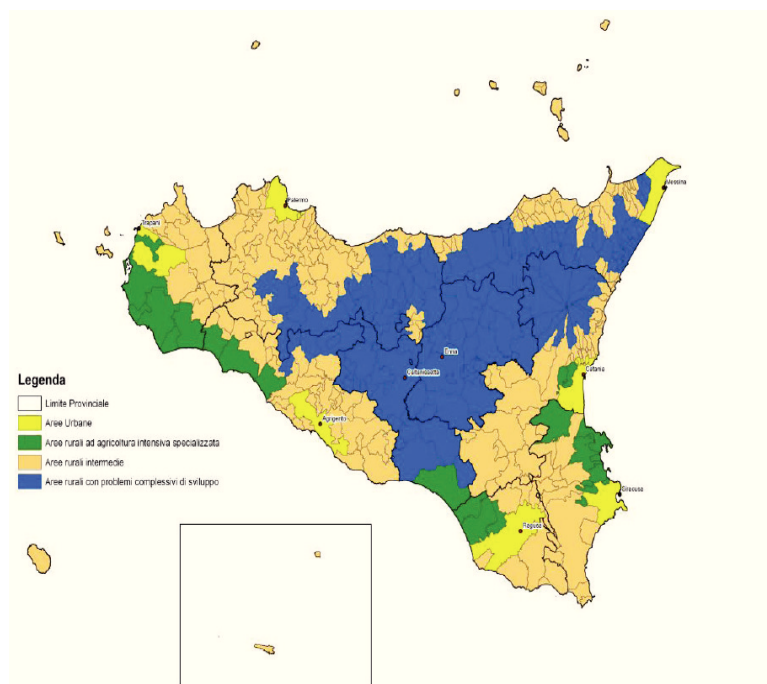 Messina
Palermo
Trapani
Enna
Caltanissetta
Catania
Agrigento
Siracusa
Ragusa
Legenda
Limite Provinciale
Aree Urbane
Aree rurali ad agricoltura intensiva specializzata
Aree rurali intermedie
Aree rurali con problemi complessivi di sviluppo